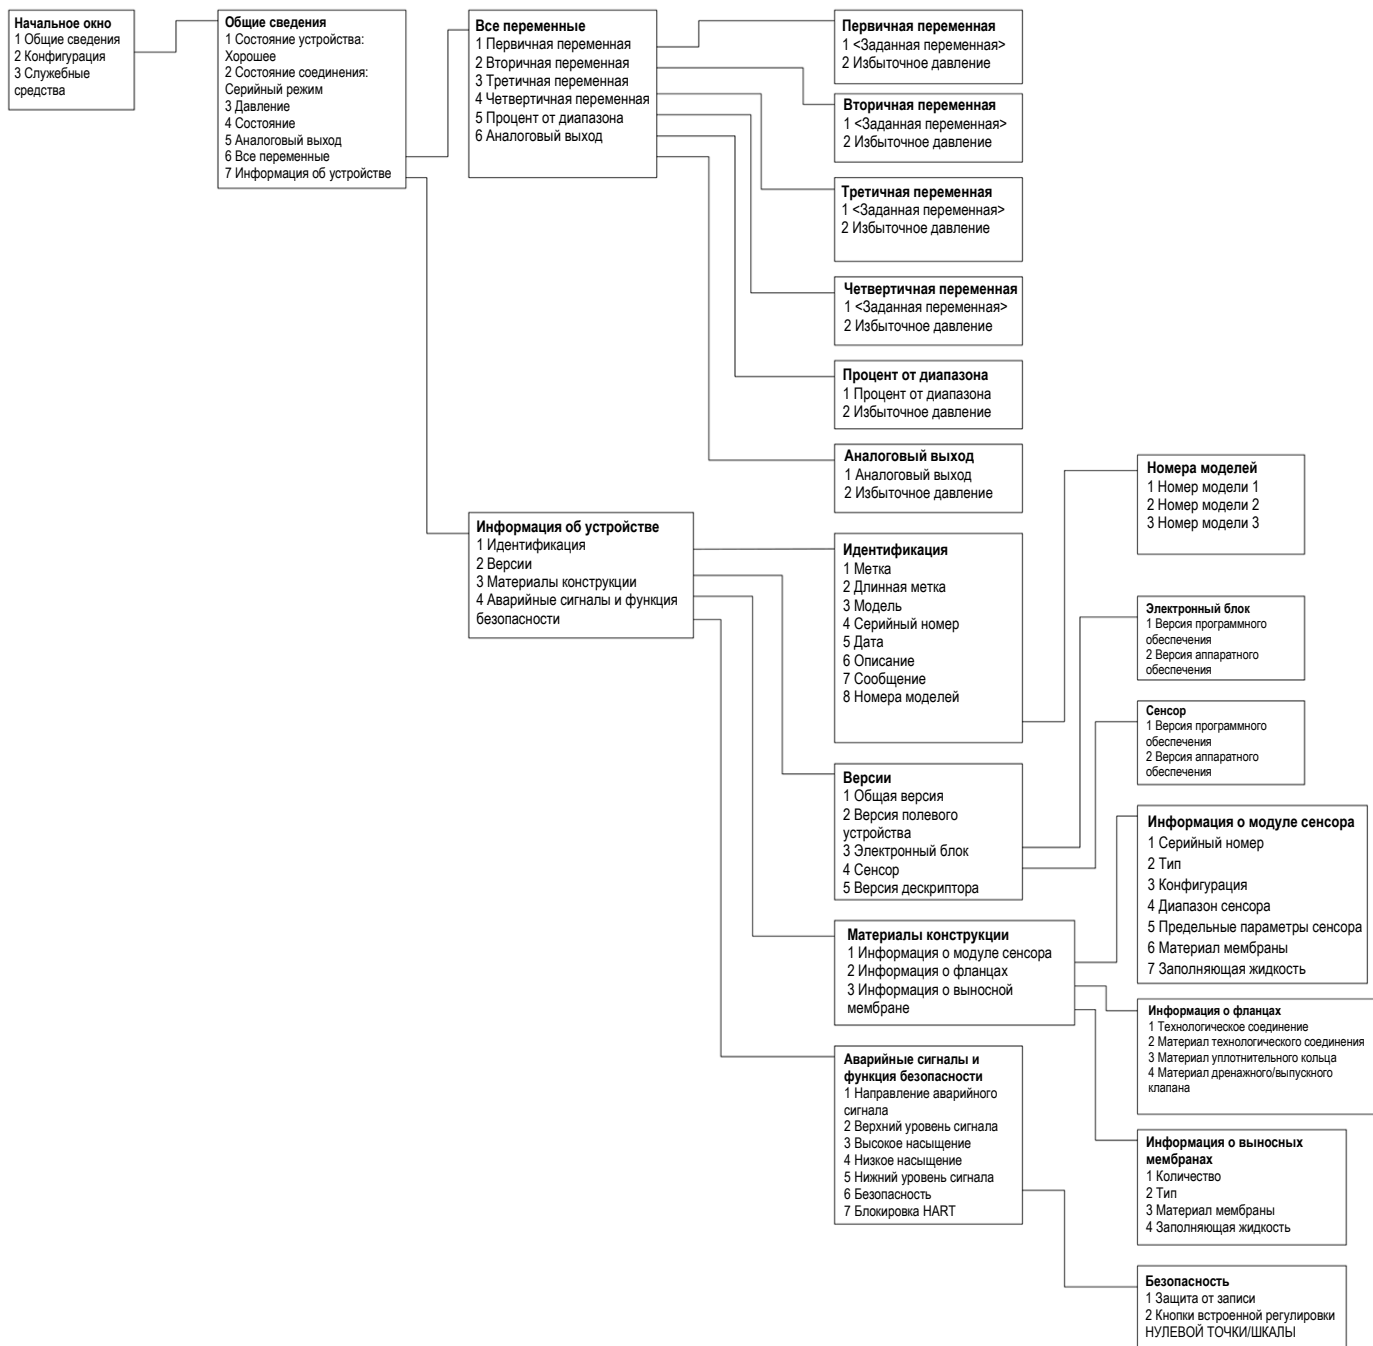 Начальное окно
1 Общие сведения
2 Конфигурация
3 Служебные
средства
Общие сведения
1 Состояние устройства:
Хорошее
2 Состояние соединения:
Серийный режим
3 Давление
4 Состояние
5 Аналоговый выход
6 Все переменные
7 Информация об устройстве
Все переменные
1 Первичная переменная
2 Вторичная переменная
3 Третичная переменная
4 Четвертичная переменная
5 Процент от диапазона
6 Аналоговый выход
Первичная переменная
1 <Заданная переменная>
2 Избыточное давление
Вторичная переменная
1 <Заданная переменная>
2 Избыточное давление
Третичная переменная
1 <Заданная переменная>
2 Избыточное давление
Четвертичная переменная
1 <Заданная переменная>
2 Избыточное давление
Процент от диапазона
1 Процент от диапазона
2 Избыточное давление
Аналоговый выход
1 Аналоговый выход
2 Избыточное давление
Информация об устройстве
1 Идентификация
2 Версии
3 Материалы конструкции
4 Аварийные сигналы и функция
безопасности
Идентификация
1 Метка
2 Длинная метка
3 Модель
4 Серийный номер
5 Дата
6 Описание
7 Сообщение
8 Номера моделей
Номера моделей
1 Номер модели 1
2 Номер модели 2
3 Номер модели 3
Версии
1 Общая версия
2 Версия полевого
устройства
3 Электронный блок
4 Сенсор
5 Версия дескриптора
Электронный блок
1 Версия программного
обеспечения
2 Версия аппаратного
обеспечения
Сенсор
1 Версия программного
обеспечения
2 Версия аппаратного
обеспечения
Материалы конструкции
1 Информация о модуле сенсора
2 Информация о фланцах
3 Информация о выносной
мембране
Информация о модуле сенсора
1 Серийный номер
2 Тип
3 Конфигурация
4 Диапазон сенсора
5 Предельные параметры сенсора
6 Материал мембраны
7 Заполняющая жидкость
Информация о фланцах
1 Технологическое соединение
2 Материал технологического соединения
3 Материал уплотнительного кольца
4 Материал дренажного/выпускного
клапана
Информация о выносных
мембранах
1 Количество
2 Тип
3 Материал мембраны
4 Заполняющая жидкость
Аварийные сигналы и
функция безопасности
1 Направление аварийного
сигнала
2 Верхний уровень сигнала
3 Высокое насыщение
4 Низкое насыщение
5 Нижний уровень сигнала
6 Безопасность
7 Блокировка HART
Безопасность
1 Защита от записи
2 Кнопки встроенной регулировки
НУЛЕВОЙ ТОЧКИ/ШКАЛЫ